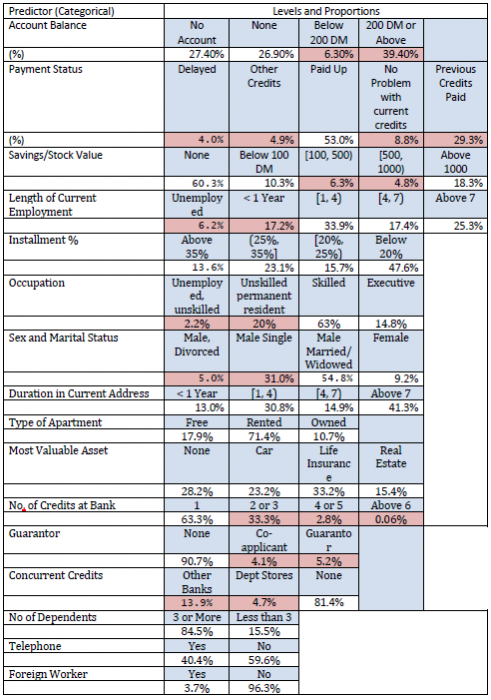 Predictor (Categorical) Levels and Proportions
Account Balance No Account None Below 200 DM 200 DM or Above
(%) 27.40% 26.90% 6.30% 39.40%
Payment Status Delayed Other Credits Paid Up No Problem with current credits Previous Credits Paid
(%) 4.0% 4.9% 53.0% 8.8% 29.3%
Savings/Stock Value None Below 100 DM [100, 500) [500, 1000) Above 1000
60.3% 10.3% 6.3% 4.8% 18.3%
Length of Current Employment Unemploy ed < 1 Year [1, 4) [4, 7) Above 7
6.2% 17.2% 33.9% 17.4% 25.3%
Installment % Above 35% (25%, 35%] [20%, 25%) Below 20%
13.6% 23.1% 15.7% 47.6%
Occupation Unemploy ed, unskilled Unskilled permanent resident Skilled Executive
2.2% 20% 63% 14.8%
Sex and Marital Status Male, Divorced Male Single Male Married/ Widowed Female
5.0% 31.0% 54.8% 9.2%
Duration in Current Address < 1 Year [1, 4) [4, 7) Above 7
13.0% 30.8% 14.9% 41.3%
Type of Apartment Free Rented Owned
17.9% 71.4% 10.7%
Most Valuable Asset None Car Life Insuranc e Real Estate
28.2% 23.2% 33.2% 15.4%
No. of Credits at Bank 1 2 or 3 4 or 5 Above 6
63.3% 33.3% 2.8% 0.06%
Guarantor None Co- applicant Guaranto r
90.7% 4.1% 5.2%
Concurrent Credits Other Banks Dept Stores None
13.9% 4.7% 81.4%
No of Dependents 3 or More Less than 3
84.5% 15.5%
Telephone Yes No
40.4% 59.6%
Foreign Worker Yes No
3.7% 96.3%